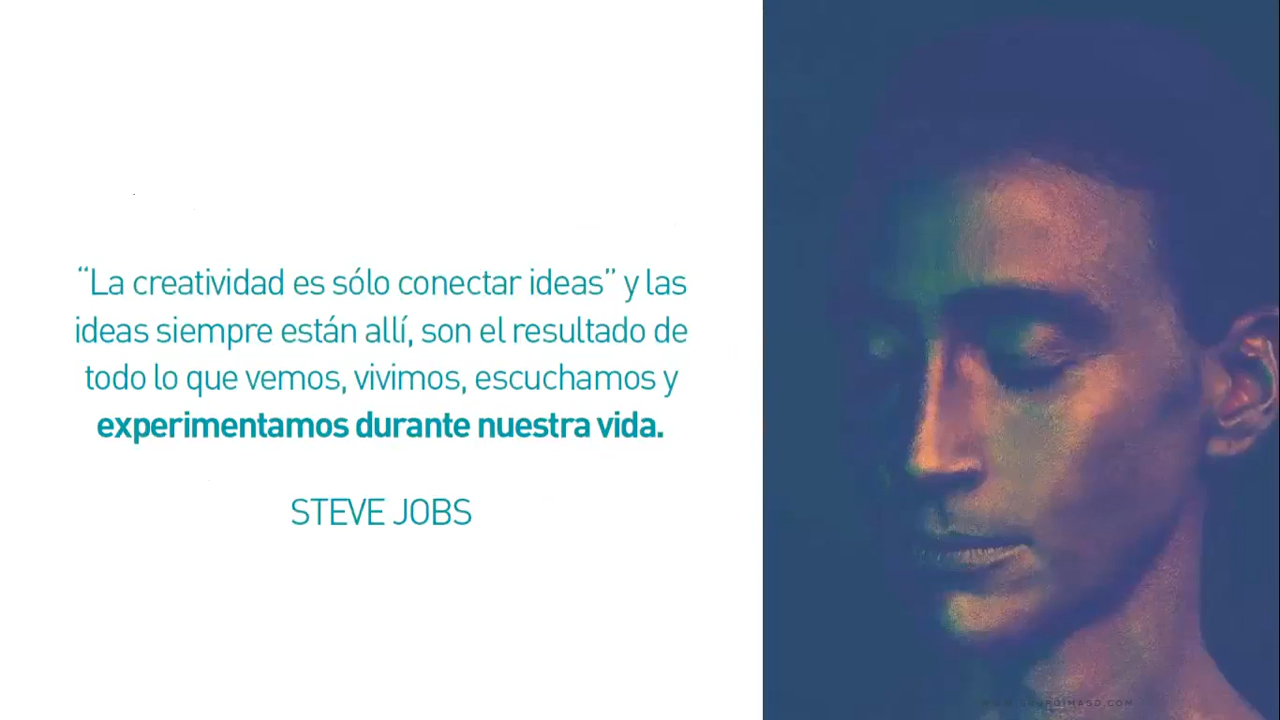 “La creatividad es sólo conectar ideas” y las
ideas siempre están allí, son el resultado de
todo lo que vemos, vivimos, escuchamos y
experimentamos durante nuestra vida.
STEVE JOBS